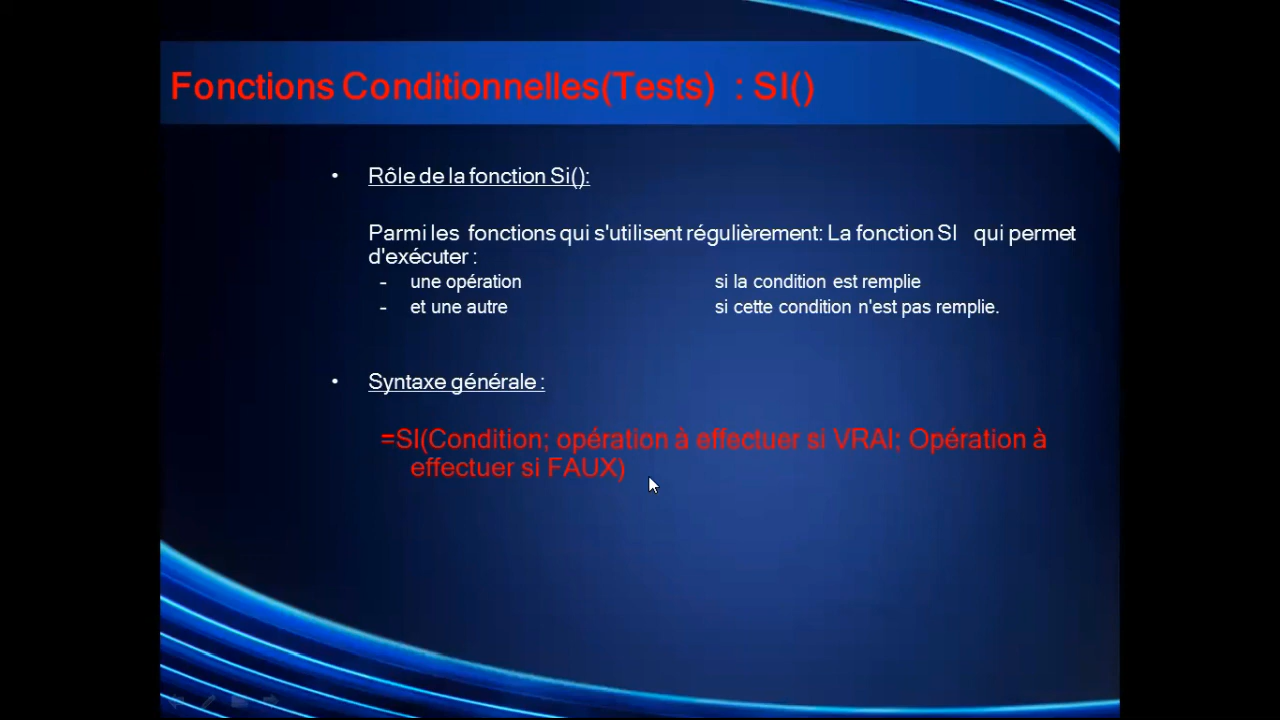 Fonctions Conditionnelles(Tests) : SI()
• Rôle de la fonction Si():
Parmi les fonctions qui s'utilisent régulièrement: La fonction SI qui permet
d'exécuter :
- une opération si la condition est remplie
- et une autre si cette condition n'est pas remplie.
• Syntaxe générale :
=SI(Condition; opération à effectuer si VRAI; Opération à
effectuer si FAUX)